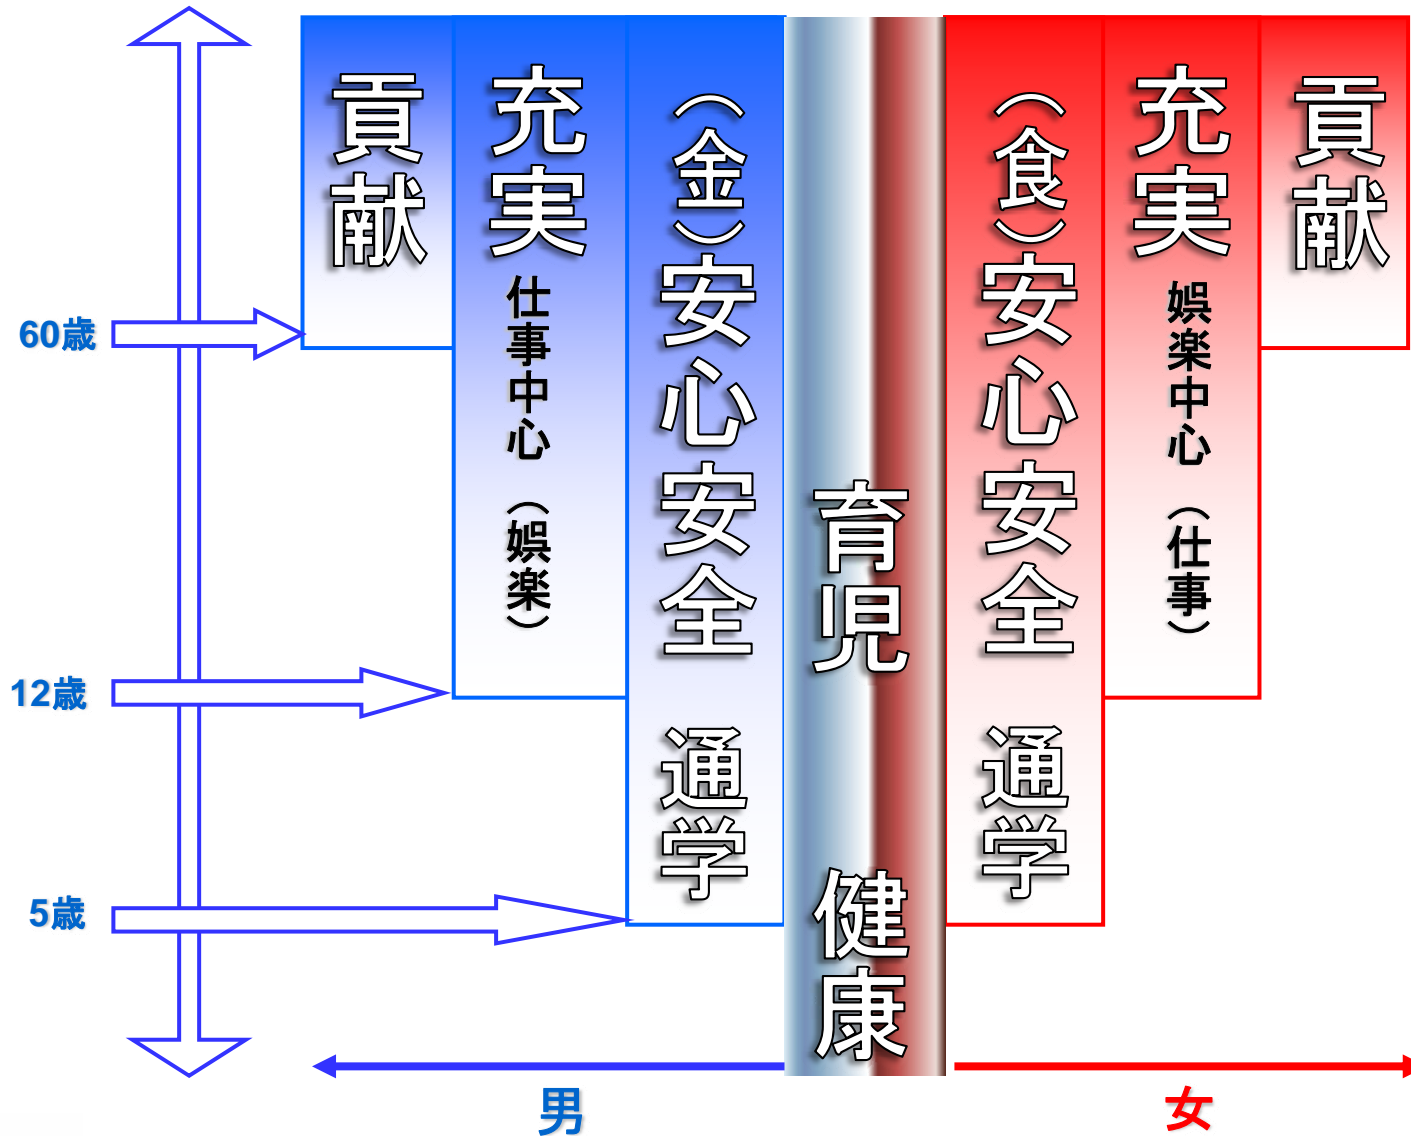 貢献
充実
仕事中心（娯楽）
（金）安心安全　通学
育児
健康
（食）安心安全　通学
充実
娯楽中心（仕事）
貢献
60歳
12歳
5歳
男
女